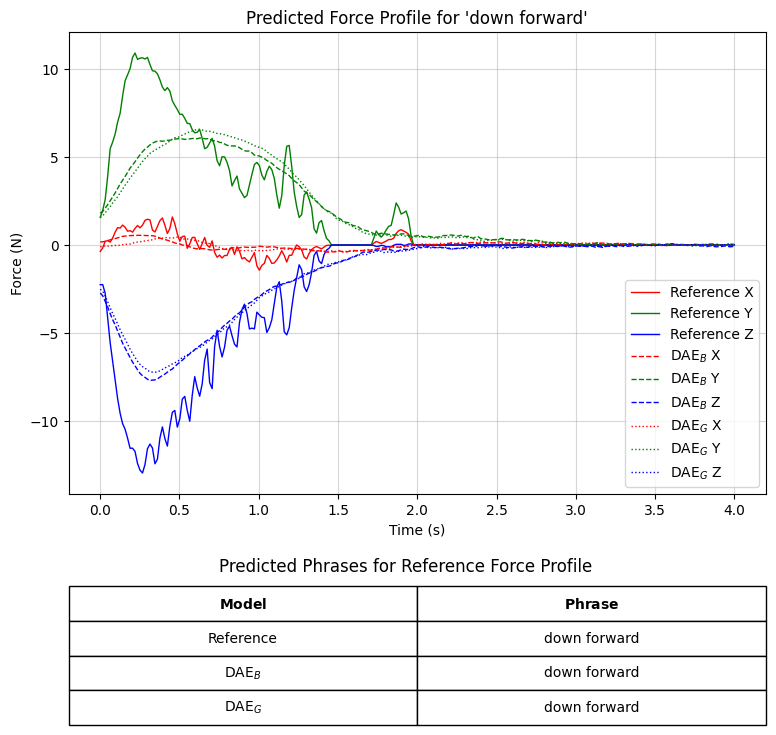 Predicted Force Profile for 'down forward'
10
5
0
−5
−10
Force (N)
0.0 0.5 1.0 1.5 2.0 2.5 3.0 3.5 4.0
Time (s)
Reference X
Reference Y
Reference Z
DAE_B X
DAE_B Y
DAE_B Z
DAE_G X
DAE_G Y
DAE_G Z
Predicted Phrases for Reference Force Profile
Model Phrase
Reference down forward
DAE_B down forward
DAE_G down forward